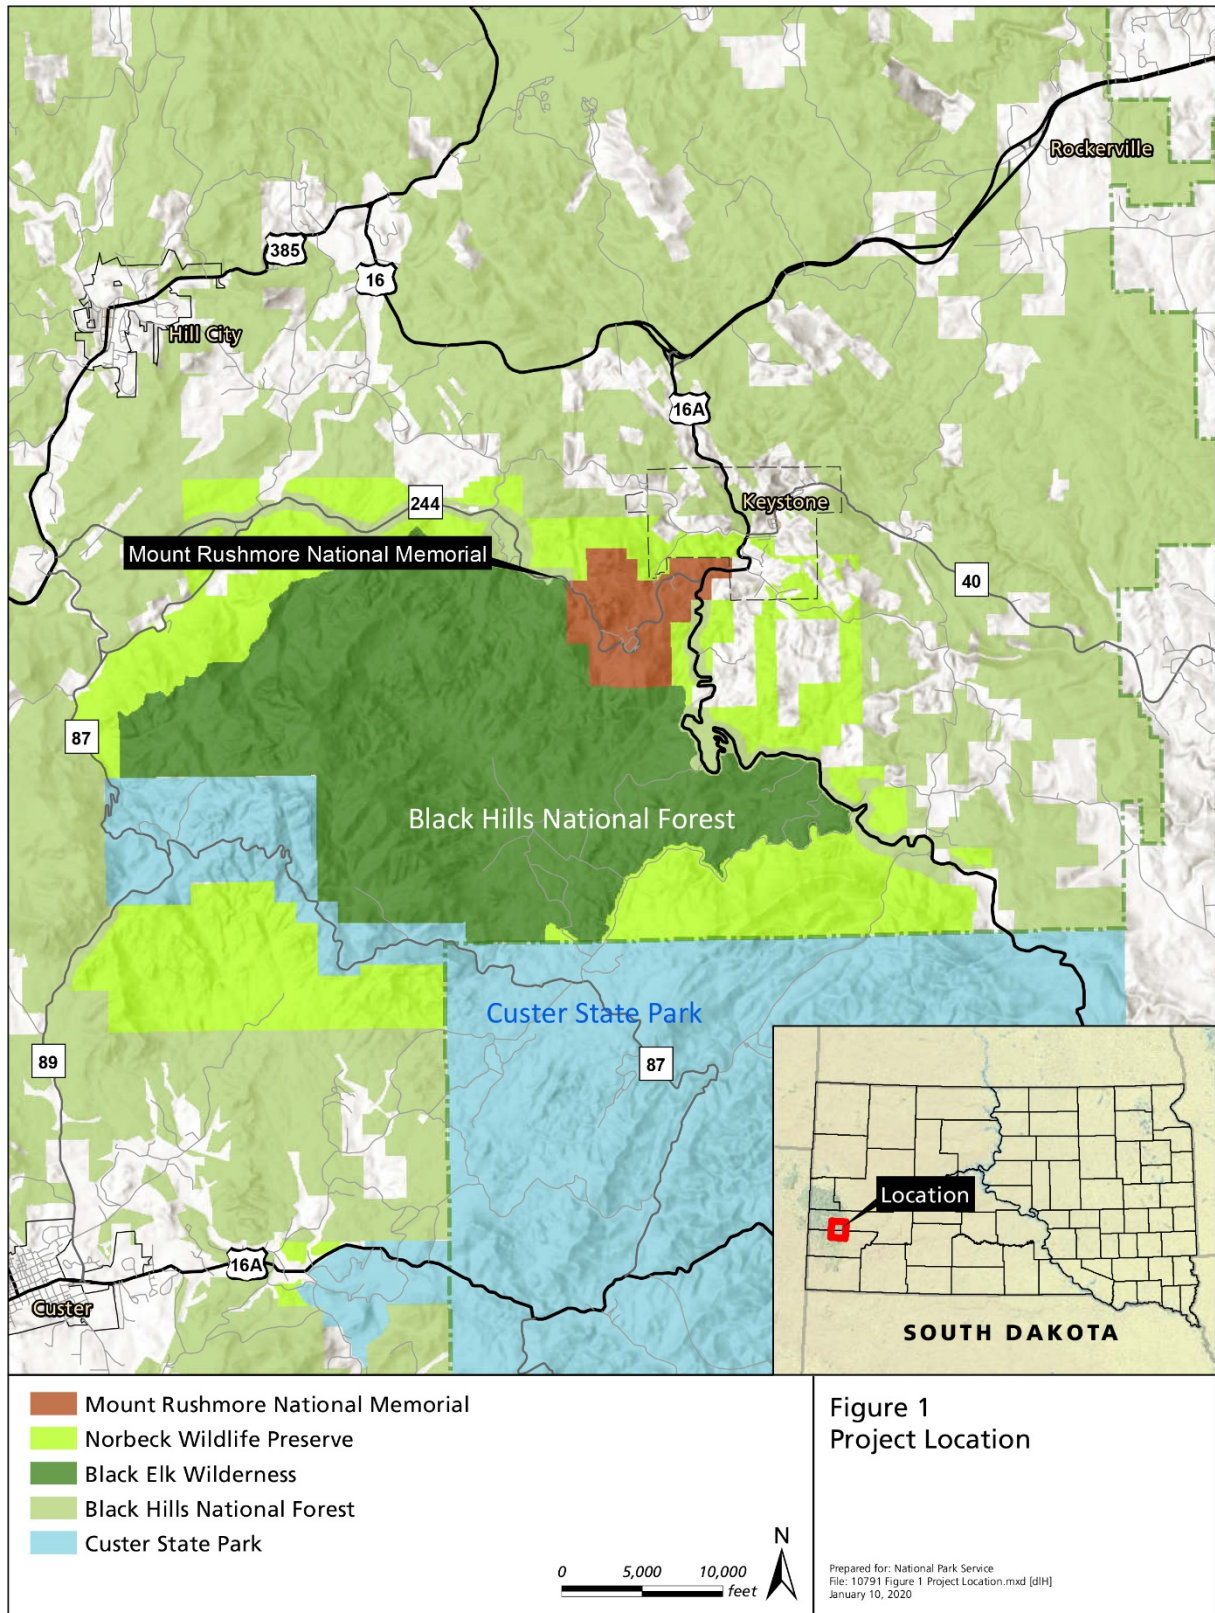 Rockerville
385
16
Hill City
16A
Keystone
244
Mount Rushmore National Memorial
40
87
Black Hills National Forest
Custer State Park
89
87
Location
16A
Custer
SOUTH DAKOTA
Mount Rushmore National Memorial
Norbeck Wildlife Preserve
Black Elk Wilderness
Black Hills National Forest
Custer State Park
0 5,000 10,000
feet
N
Figure 1
Project Location
Prepared for: National Park Service
File: 10791 Figure 1 Project Location.mxd [dlH]
January 10, 2020